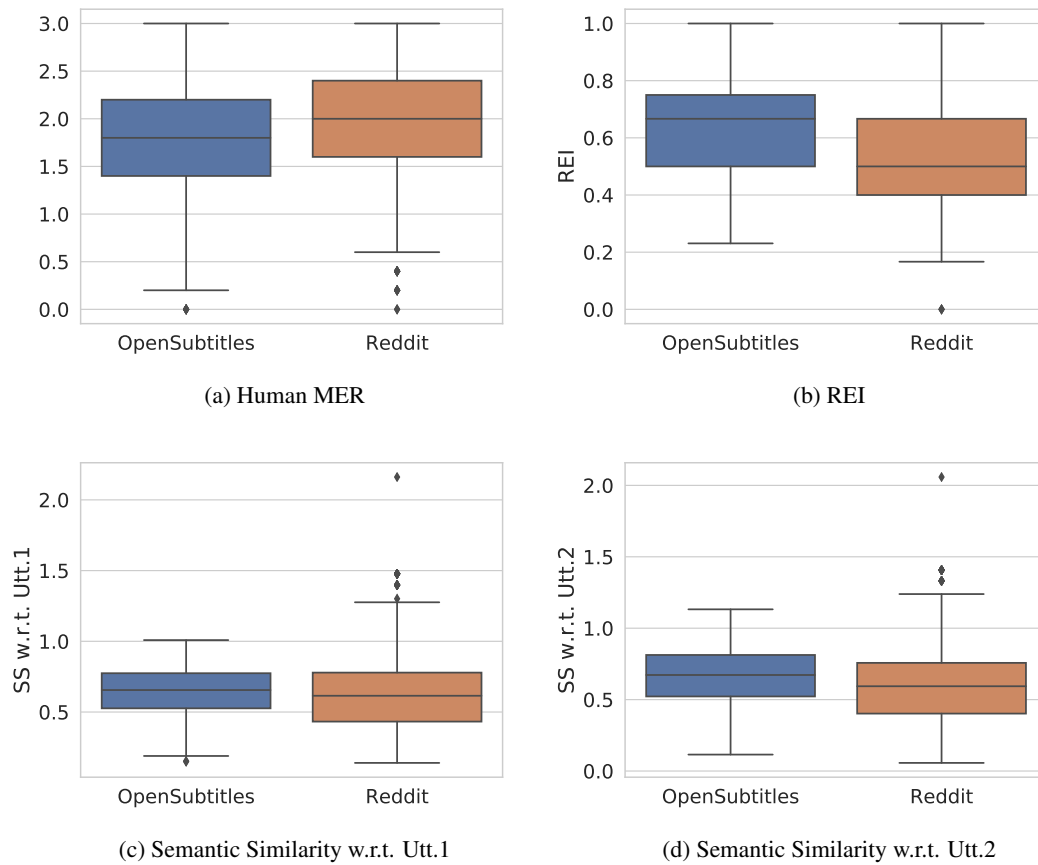 3.0
2.5
2.0
1.5
1.0
0.5
0.0
OpenSubtitles Reddit
(a) Human MER
REI
1.0
0.8
0.6
0.4
0.2
0.0
OpenSubtitles Reddit
(b) REI
SS w.r.t. Utt.1
2.0
1.5
1.0
0.5
OpenSubtitles Reddit
(c) Semantic Similarity w.r.t. Utt.1
SS w.r.t. Utt.2
2.0
1.5
1.0
0.5
0.0
OpenSubtitles Reddit
(d) Semantic Similarity w.r.t. Utt.2